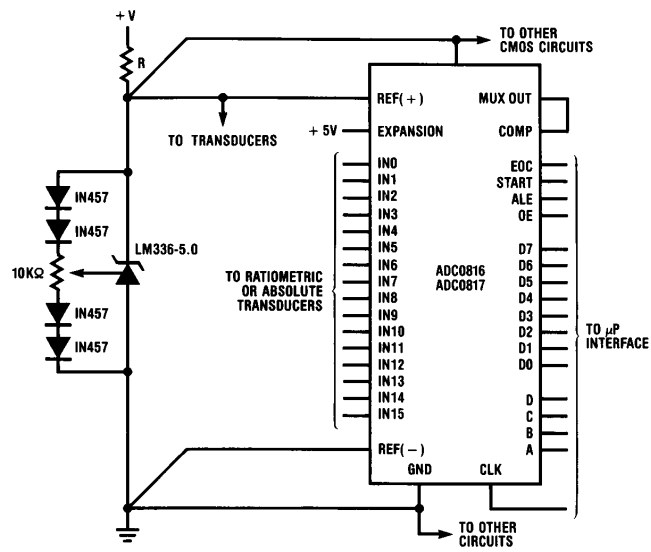 +V
R
TO OTHER
CMOS CIRCUITS
REF(+)
MUX OUT
TO TRANSDUCERS
+5V
EXPANSION
COMP
IN0
IN1
IN2
IN3
IN4
IN5
IN6
IN7
IN8
IN9
IN10
IN11
IN12
IN13
IN14
IN15
EOC
START
ALE
OE
D7
D6
D5
D4
D3
D2
D1
D0
D
C
B
A
IN457
IN457
LM336-5.0
10KΩ
IN457
IN457
TO RATIOMETRIC
OR ABSOLUTE
TRANSDUCERS
ADC0816
ADC0817
TO μP
INTERFACE
REF(−)
GND
CLK
TO OTHER
CIRCUITS